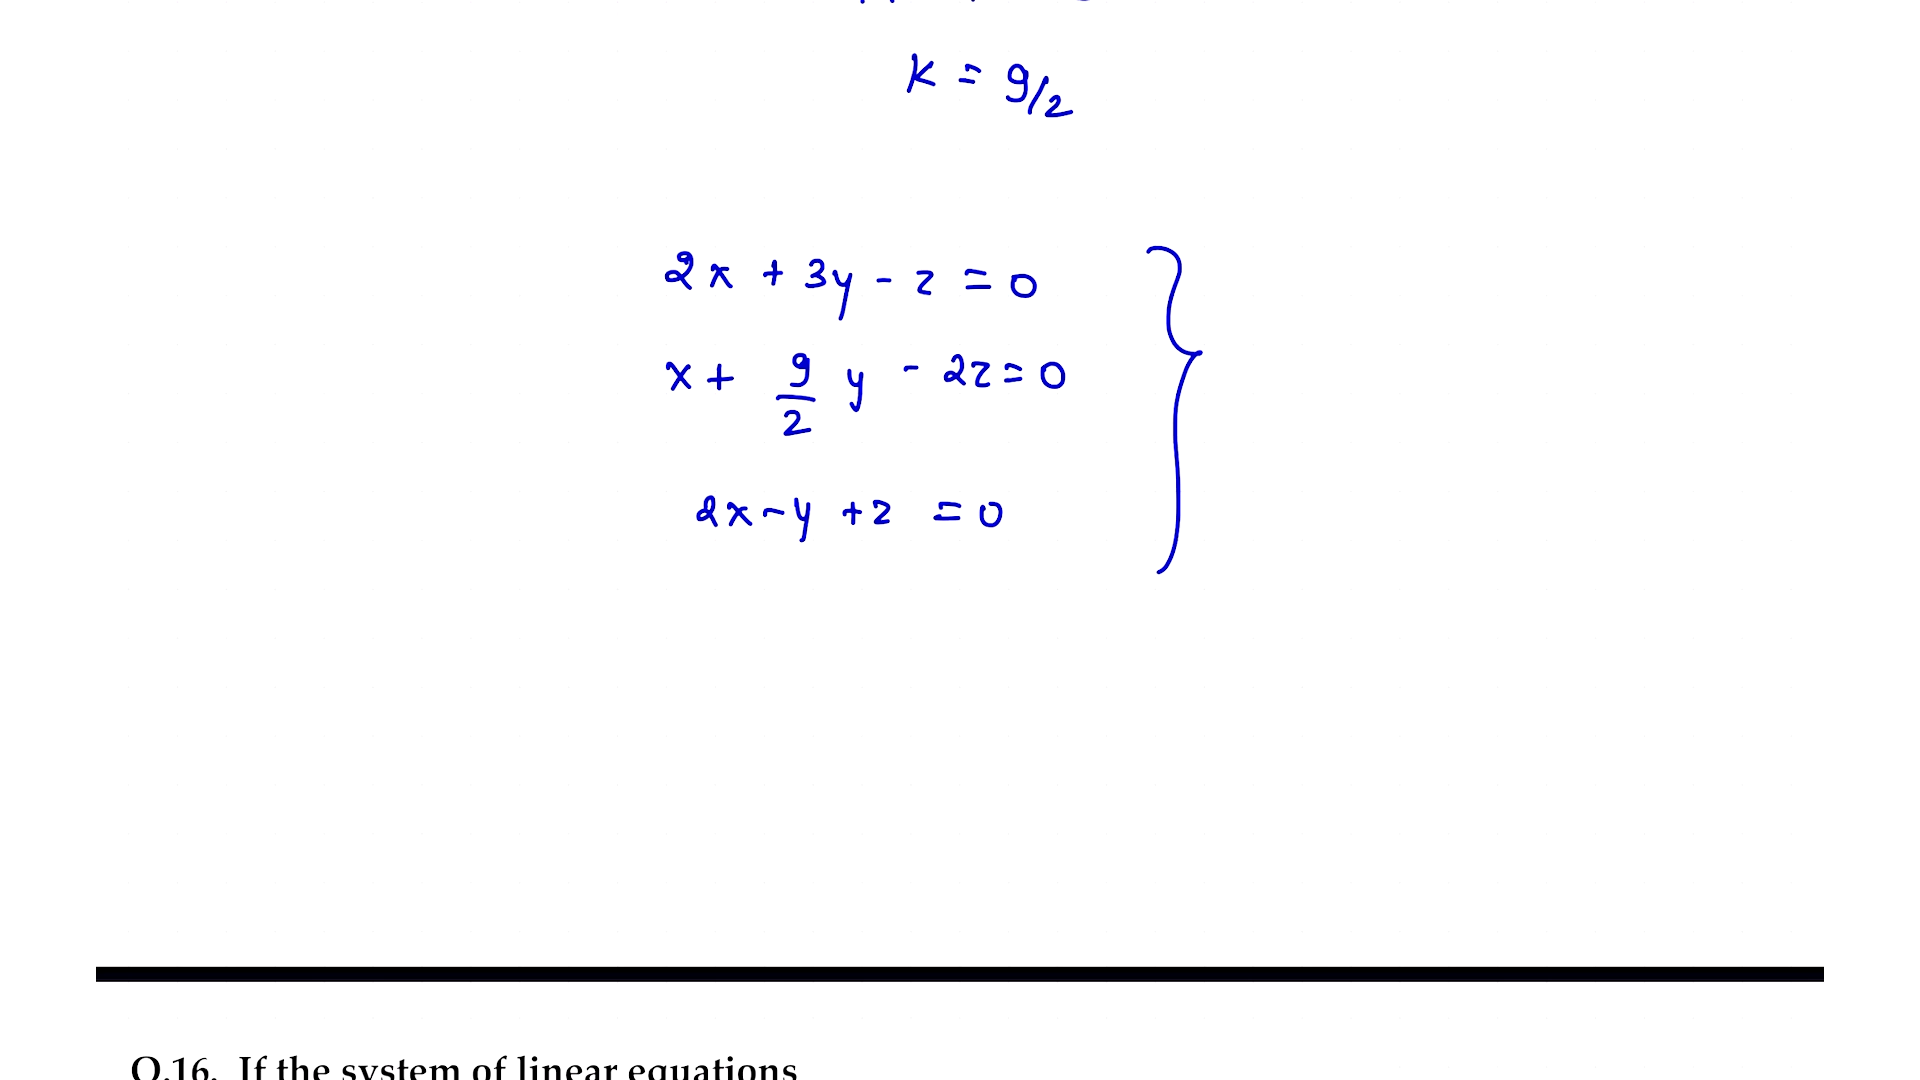 K = 9/2
2x + 3y - z = 0
x + 9/2 y - 2z = 0
2x - y + z = 0
Q.16. If the system of linear equations